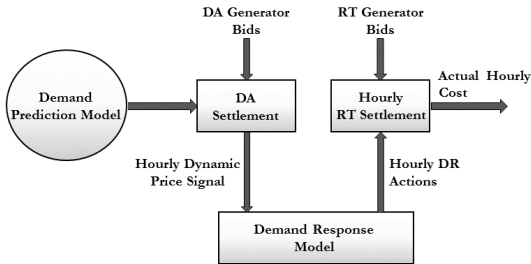 DA Generator
Bids
RT Generator
Bids
Demand
Prediction Model
DA
Settlement
Hourly
RT Settlement
Actual Hourly
Cost
Hourly Dynamic
Price Signal
Hourly DR
Actions
Demand Response
Model